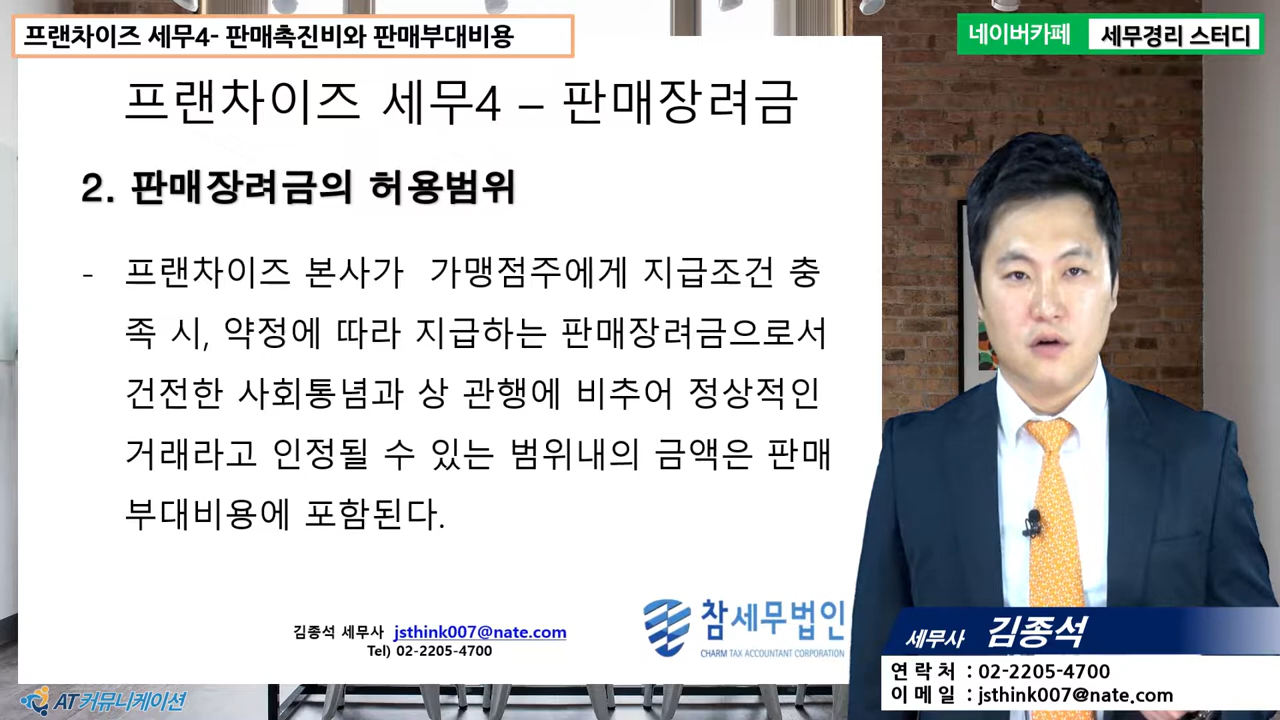 프랜차이즈 세무4- 판매촉진비와 판매부대비용
네이버카페 세무경리 스터디
프랜차이즈 세무4 – 판매장려금
2. 판매장려금의 허용범위
- 프랜차이즈 본사가 가맹점주에게 지급조건 충
족 시, 약정에 따라 지급하는 판매장려금으로서
건전한 사회통념과 상 관행에 비추어 정상적인
거래라고 인정될 수 있는 범위내의 금액은 판매
부대비용에 포함된다.
김종석 세무사 jsthink007@nate.com
Tel) 02-2205-4700
참세무법인
CHARM TAX ACCOUNTANT CORPORATION
세무사 김종석
연락처 : 02-2205-4700
이메일 : jsthink007@nate.com
AT커뮤니케이션